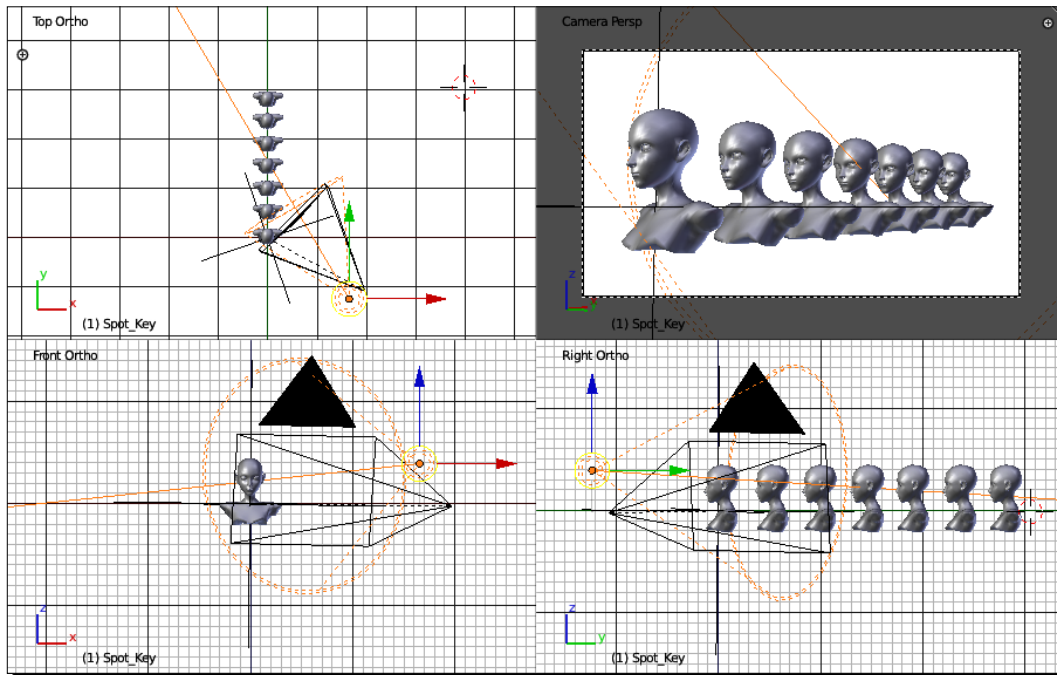 Top Ortho
y
x
(1) Spot_Key
Camera Persp
z
(1) Spot_Key
Front Ortho
z
x
(1) Spot_Key
Right Ortho
z
y
(1) Spot_Key